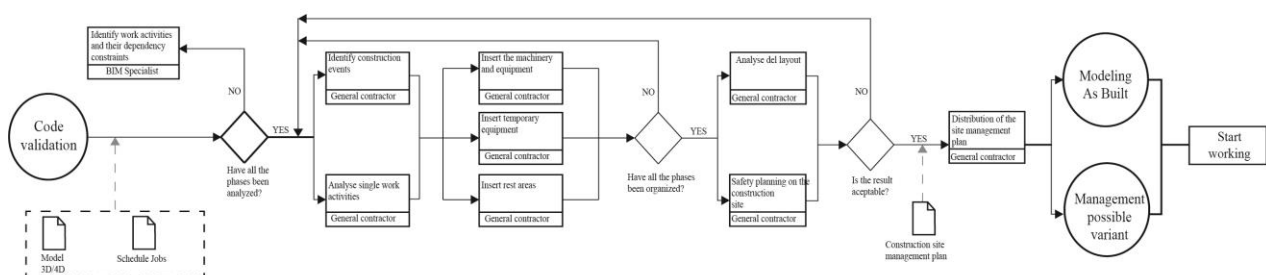 Code
validation
Model
3D/4D
Schedule Jobs
Identify work activities
and their dependency
constraints
BIM Specialist
NO
YES
Have all the
phases been
analyzed?
Identify construction
events
General contractor
Analyse single work
activities
General contractor
Insert the machinery and
equipment
General contractor
Insert temporary
equipment
General contractor
Insert rest areas
General contractor
NO
YES
Have all the phases
been organized?
Analyse del layout
General contractor
Safety planning on the
construction
site
General contractor
NO
YES
Is the result
aceptable?
Construction site
management plan
Distribution of the
site management
plan
General contractor
Modeling
As Built
Management
possible
variant
Start
working